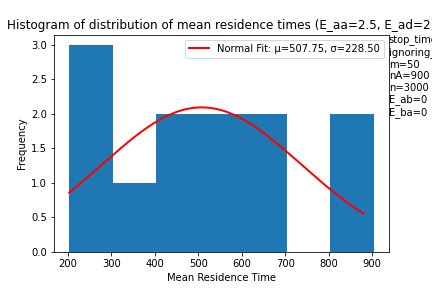 Histogram of distribution of mean residence times (E_aa=2.5, E_ad=2
stop_time
ignoring_
m=50
nA=900
n=3000
E_ab=0
E_ba=0
Normal Fit: μ=507.75, σ=228.50
Frequency
3.0
2.5
2.0
1.5
1.0
0.5
0.0
200 300 400 500 600 700 800 900
Mean Residence Time